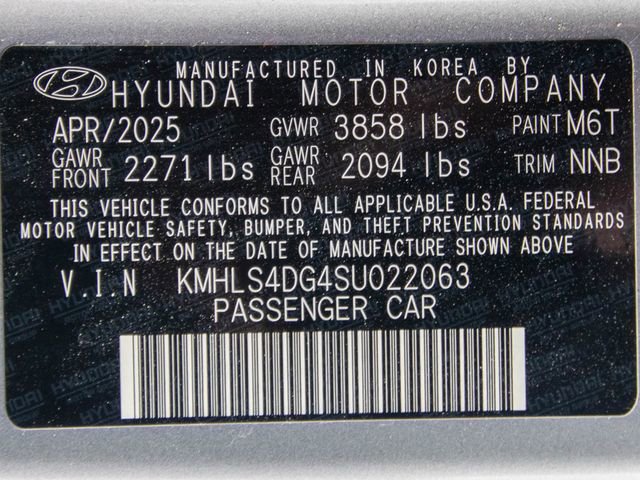 MANUFACTURED IN KOREA BY
HYUNDAI MOTOR COMPANY
APR/2025 GVWR 3858 lbs PAINT M6T
GAWR FRONT 2271 lbs GAWR REAR 2094 lbs TRIM NNB
THIS VEHICLE CONFORMS TO ALL APPLICABLE U.S.A. FEDERAL
MOTOR VEHICLE SAFETY, BUMPER, AND THEFT PREVENTION STANDARDS
IN EFFECT ON THE DATE OF MANUFACTURE SHOWN ABOVE
V.I.N KMHLS4DG4SU022063
PASSENGER CAR